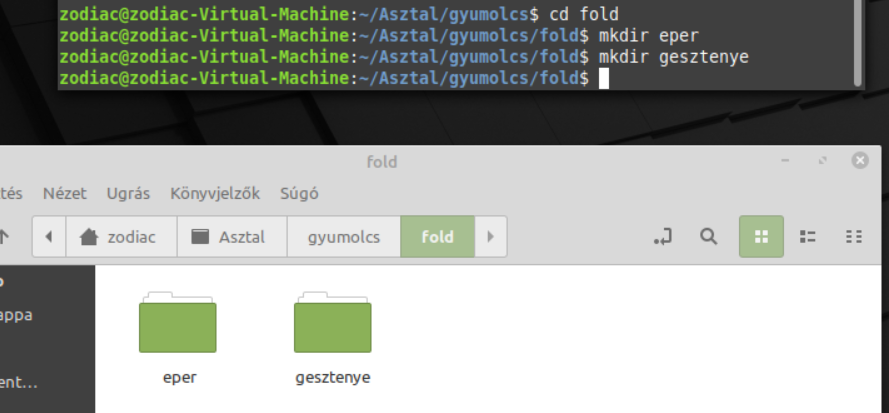 zodiac@zodiac-Virtual-Machine:~/Asztal/gyumolcs$ cd fold
zodiac@zodiac-Virtual-Machine:~/Asztal/gyumolcs/fold$ mkdir eper
zodiac@zodiac-Virtual-Machine:~/Asztal/gyumolcs/fold$ mkdir gesztenye
zodiac@zodiac-Virtual-Machine:~/Asztal/gyumolcs/fold$
fold
Nézet Ugrás Könyvjelzők Súgó
zodiac Asztal gyumolcs fold
eper gesztenye